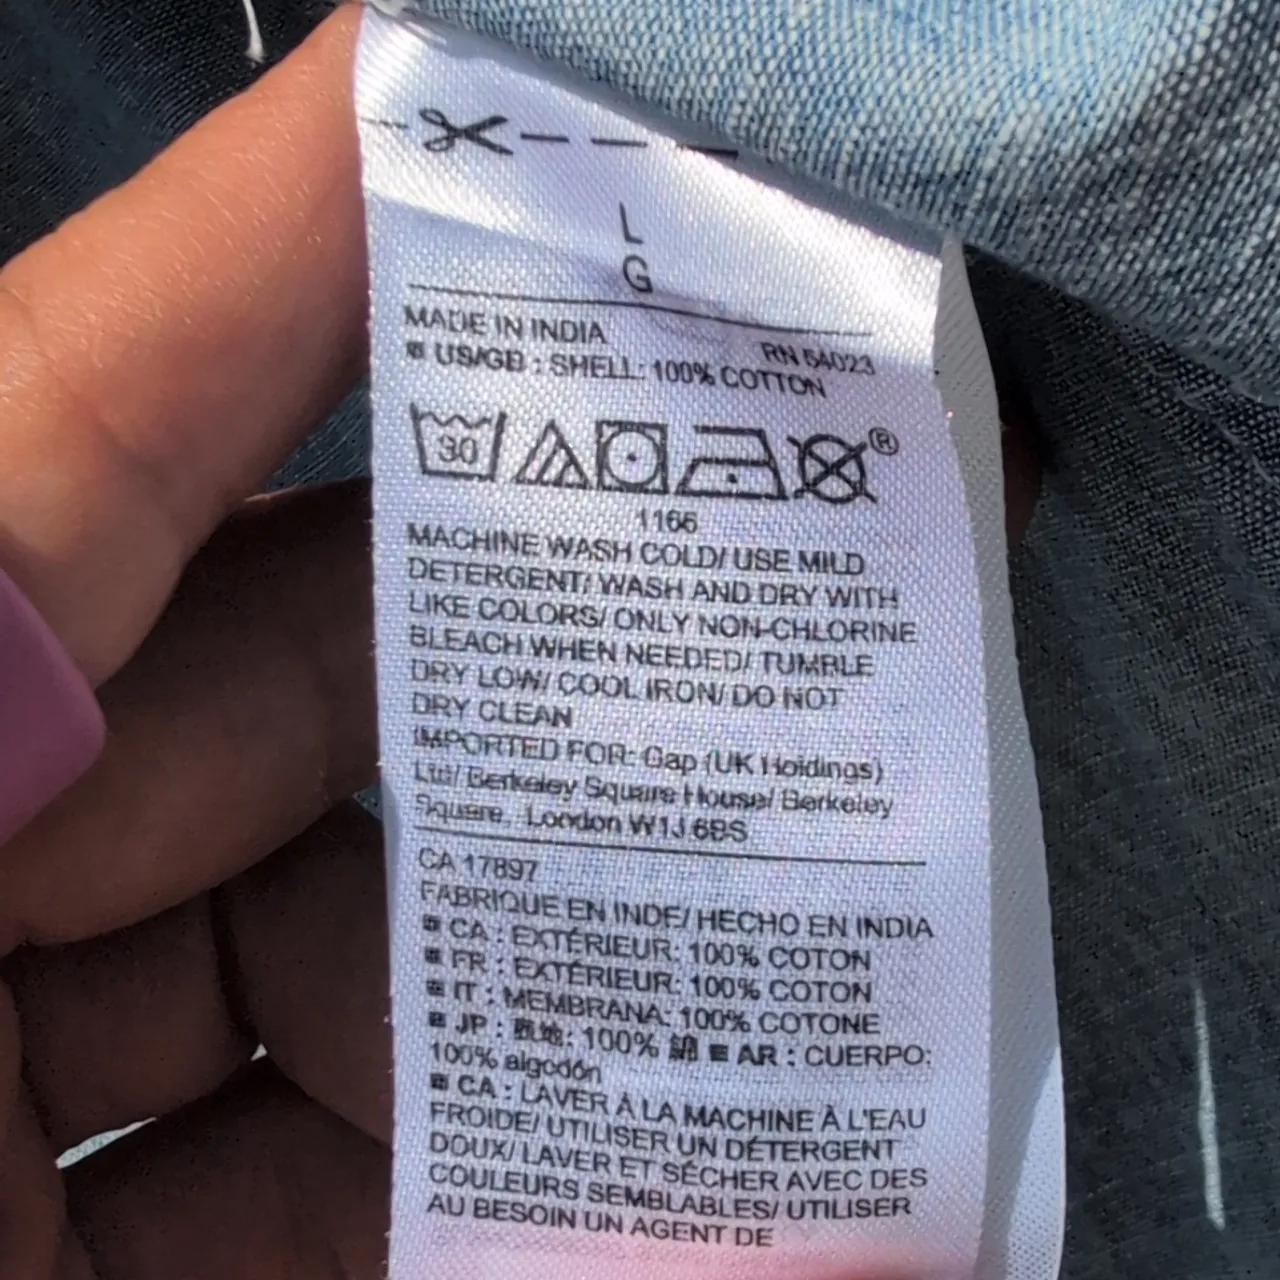 L
G
MADE IN INDIA
RN 54023
US/GB : SHELL: 100% COTTON
30
®
1166
MACHINE WASH COLD/ USE MILD
DETERGENT/ WASH AND DRY WITH
LIKE COLORS/ ONLY NON-CHLORINE
BLEACH WHEN NEEDED/ TUMBLE
DRY LOW/ COOL IRON/ DO NOT
DRY CLEAN
IMPORTED FOR: Gap (UK Holdings)
Ltd/ Berkeley Square House/ Berkeley
Square, London W1J 6BS
CA 17897
FABRIQUE EN INDE/ HECHO EN INDIA
CA : EXTÉRIEUR: 100% COTON
FR : EXTÉRIEUR: 100% COTON
IT : MEMBRANA: 100% COTONE
JP : 表地: 100% 綿 AR : CUERPO:
100% algodón
CA : LAVER À LA MACHINE À L'EAU
FROIDE/ UTILISER UN DÉTERGENT
DOUX/ LAVER ET SÉCHER AVEC DES
COULEURS SEMBLABLES/ UTILISER
AU BESOIN UN AGENT DE